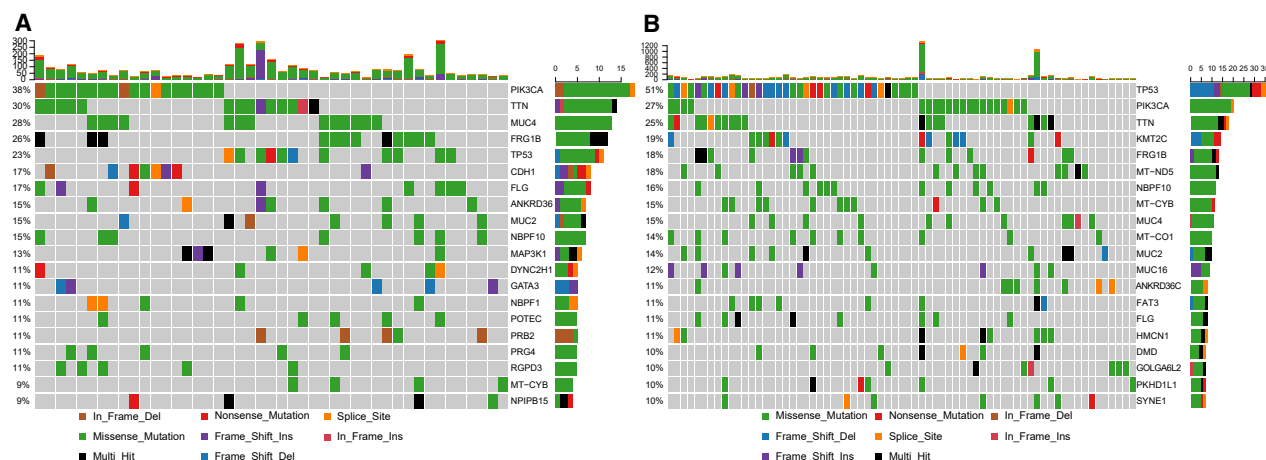 A
300
250
200
150
100
50
0
0 5 10 15
38% PIK3CA
30% TTN
28% MUC4
26% FRG1B
23% TP53
17% CDH1
17% FLG
15% ANKRD36
15% MUC2
15% NBPF10
13% MAP3K1
11% DYNC2H1
11% GATA3
11% NBPF1
11% POTEC
11% PRB2
11% PRG4
11% RGPD3
9% MT−CYB
9% NPIPB15
In_Frame_Del Nonsense_Mutation Splice_Site
Missense_Mutation Frame_Shift_Ins In_Frame_Ins
Multi_Hit Frame_Shift_Del
B
1200
1000
800
600
400
200
0
0 5 10 15 20 25 30
51% TP53
27% PIK3CA
25% TTN
19% KMT2C
18% FRG1B
18% MT−ND5
16% NBPF10
15% MT−CYB
15% MUC4
14% MT−CO1
14% MUC2
12% MUC16
11% ANKRD36C
11% FAT3
11% FLG
11% HMCN1
10% DMD
10% GOLGA6L2
10% PKHD1L1
10% SYNE1
Missense_Mutation Nonsense_Mutation In_Frame_Del
Frame_Shift_Del Splice_Site In_Frame_Ins
Frame_Shift_Ins Multi_Hit